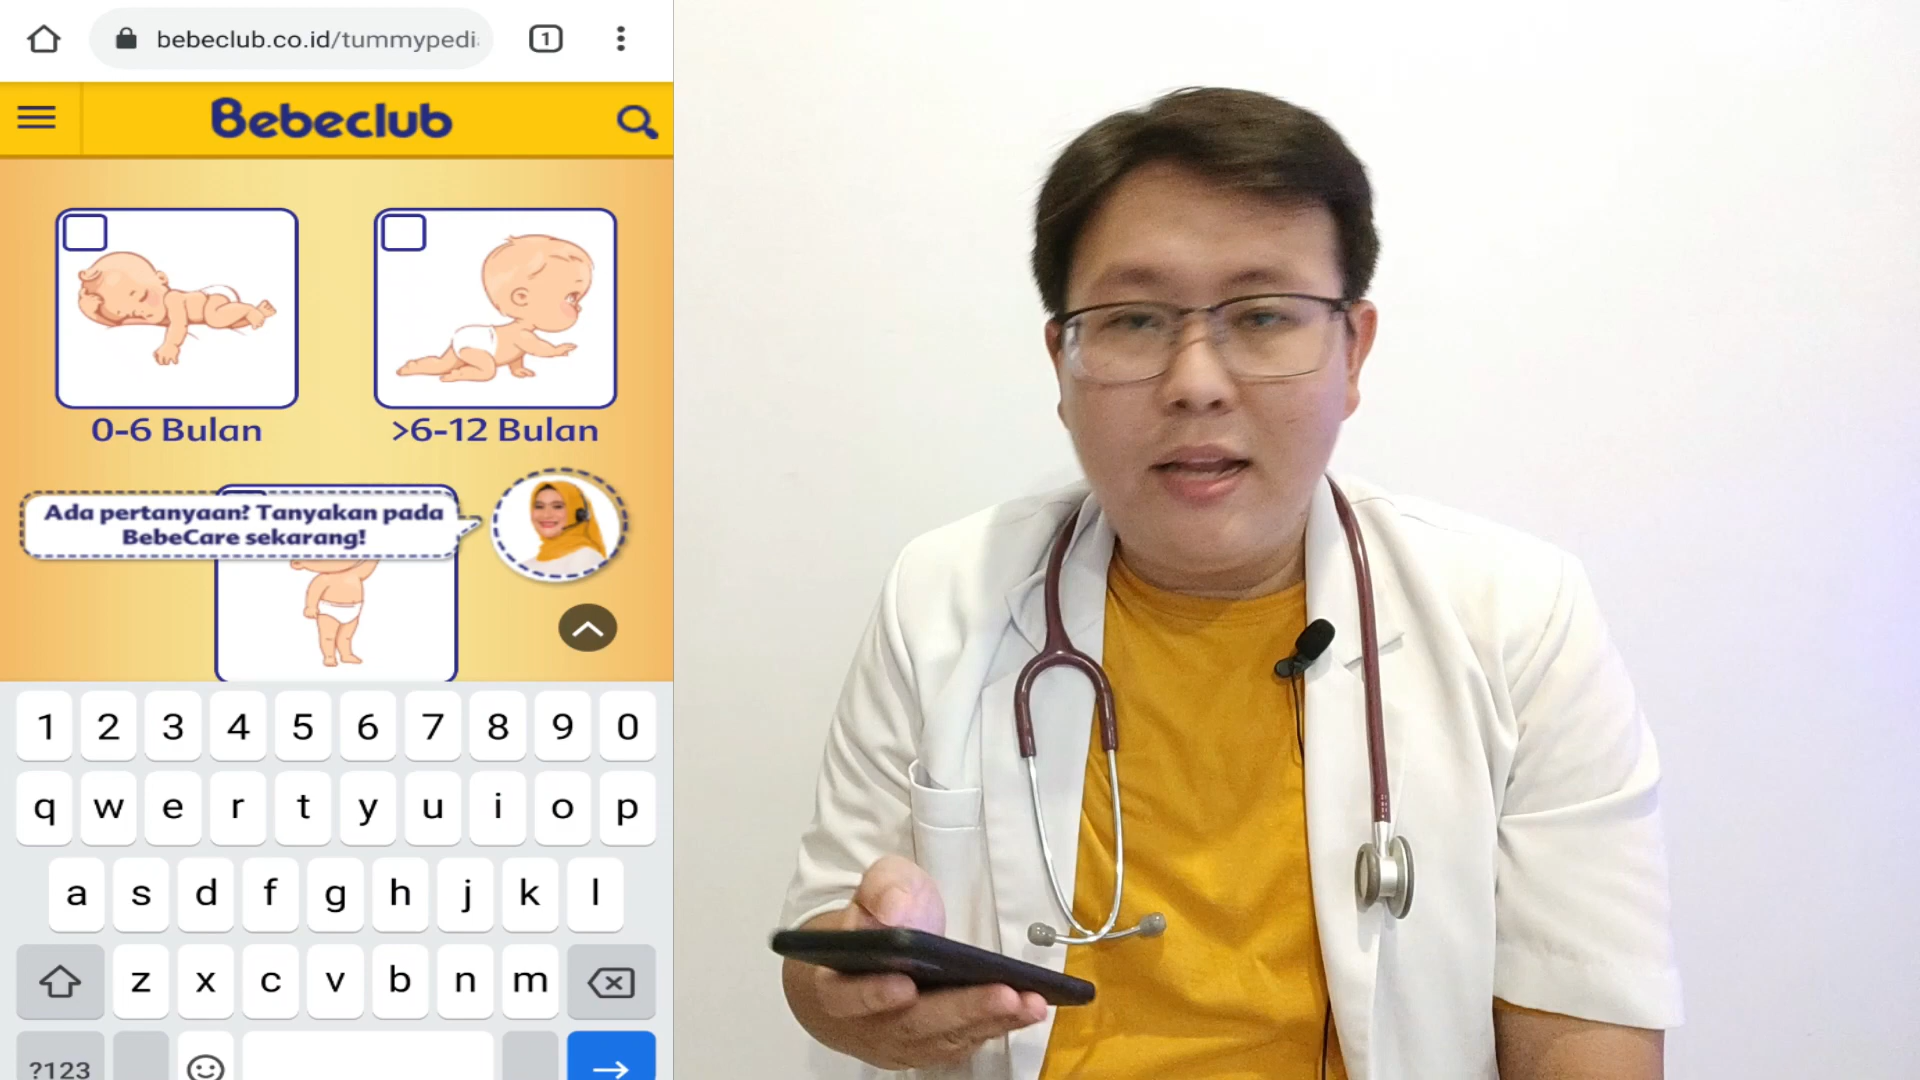 bebeclub.co.id/tummypedi
1
Bebeclub
0-6 Bulan
>6-12 Bulan
Ada pertanyaan? Tanyakan pada
BebeCare sekarang!
1 2 3 4 5 6 7 8 9 0
q w e r t y u i o p
a s d f g h j k l
z x c v b n m
?123